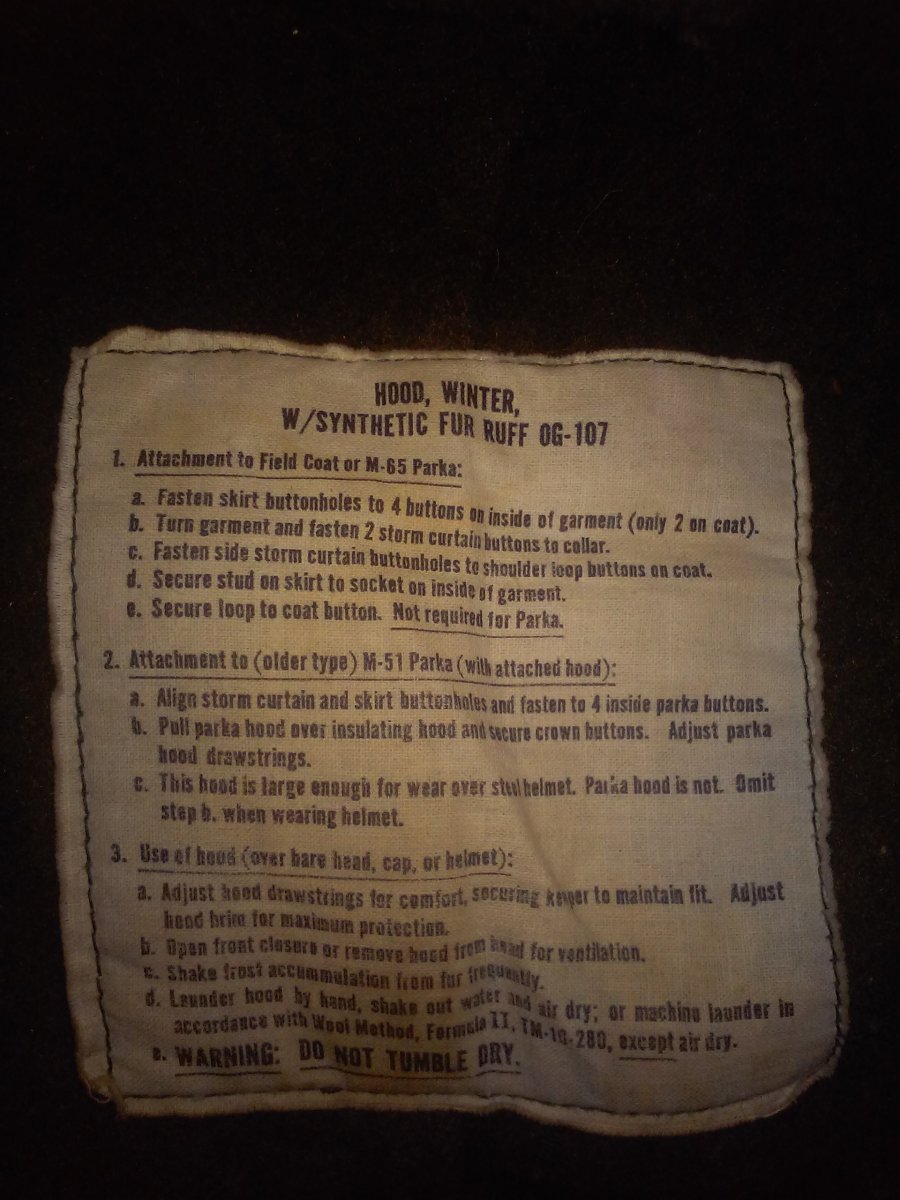 HOOD, WINTER,
W/SYNTHETIC FUR RUFF OG-107
1. Attachment to Field Coat or M-65 Parka:
a. Fasten skirt buttonholes to 4 buttons on inside of garment (only 2 on coat).
b. Turn garment and fasten 2 storm curtain buttons to collar.
c. Fasten side storm curtain buttonholes to shoulder loop buttons on coat.
d. Secure stud on skirt to socket on inside of garment.
e. Secure loop to coat button. Not required for Parka.
2. Attachment to (older type) M-51 Parka (with attached hood):
a. Align storm curtain and skirt buttonholes and fasten to 4 inside parka buttons.
b. Pull parka hood over insulating hood and secure crown buttons. Adjust parka
hood drawstrings.
c. This hood is large enough for wear over steel helmet. Parka hood is not. Omit
step b. when wearing helmet.
3. Use of hood (over bare head, cap, or helmet):
a. Adjust hood drawstrings for comfort, securing keeper to maintain fit. Adjust
hood brim for maximum protection.
b. Open front closure or remove hood from head for ventilation.
c. Shake frost accummulation from fur frequently.
d. Launder hood by hand, shake out water and air dry; or machine launder in
accordance with Wool Method, Formula II, TM-10-280, except air dry.
e. WARNING: DO NOT TUMBLE DRY.